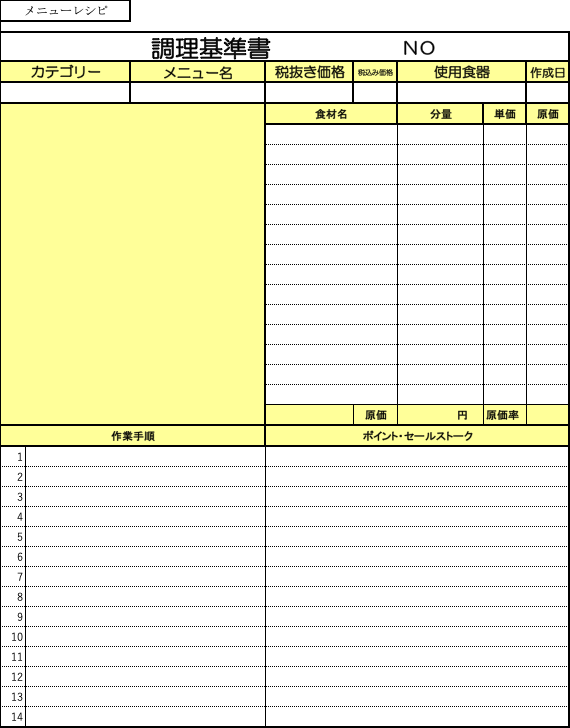 メニューレシピ
調理基準書 NO
カテゴリー メニュー名 税抜き価格 税込み価格 使用食器 作成日
食材名 分量 単価 原価
原価 円 原価率
作業手順 ポイント・セールストーク
1
2
3
4
5
6
7
8
9
10
11
12
13
14